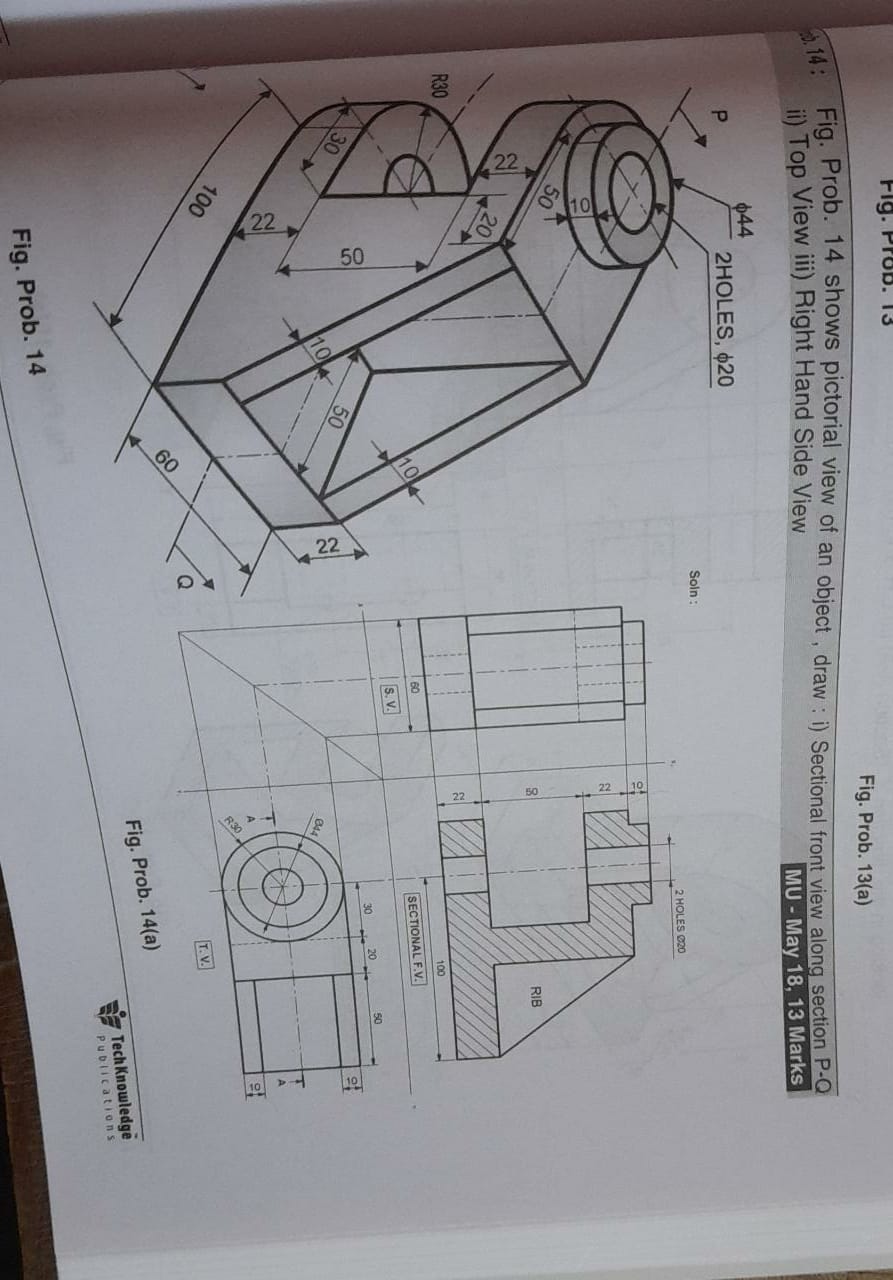 Fig. Prob. 13
Fig. Prob. 13(a)
14 : Fig. Prob. 14 shows pictorial view of an object , draw : i) Sectional front view along section P-Q
ii) Top View iii) Right Hand Side View
MU - May 18, 13 Marks
P
ϕ44
2HOLES, ϕ20
10
50
22
20
R30
30
50
22
100
10
50
10
22
60
Q
Fig. Prob. 14
Soln :
2 HOLES Ø20
10
22
50
22
RIB
100
SECTIONAL F.V.
60
S. V.
30
20
50
10
Ø44
A
A
R30
10
T. V.
Fig. Prob. 14(a)
TechKnowledge
Publications